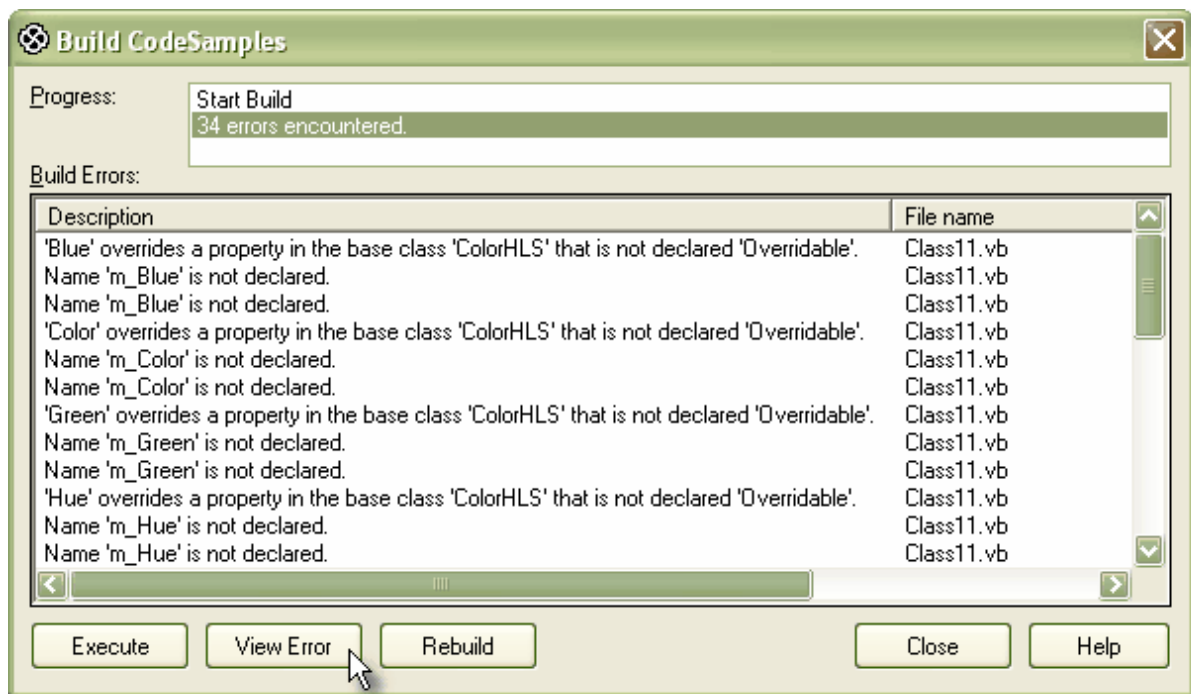 Build CodeSamples
Progress:
Start Build
34 errors encountered.
Build Errors:
Description File name
'Blue' overrides a property in the base class 'ColorHLS' that is not declared 'Overridable'. Class11.vb
Name 'm_Blue' is not declared. Class11.vb
Name 'm_Blue' is not declared. Class11.vb
'Color' overrides a property in the base class 'ColorHLS' that is not declared 'Overridable'. Class11.vb
Name 'm_Color' is not declared. Class11.vb
Name 'm_Color' is not declared. Class11.vb
'Green' overrides a property in the base class 'ColorHLS' that is not declared 'Overridable'. Class11.vb
Name 'm_Green' is not declared. Class11.vb
Name 'm_Green' is not declared. Class11.vb
'Hue' overrides a property in the base class 'ColorHLS' that is not declared 'Overridable'. Class11.vb
Name 'm_Hue' is not declared. Class11.vb
Name 'm_Hue' is not declared. Class11.vb
Execute View Error Rebuild Close Help